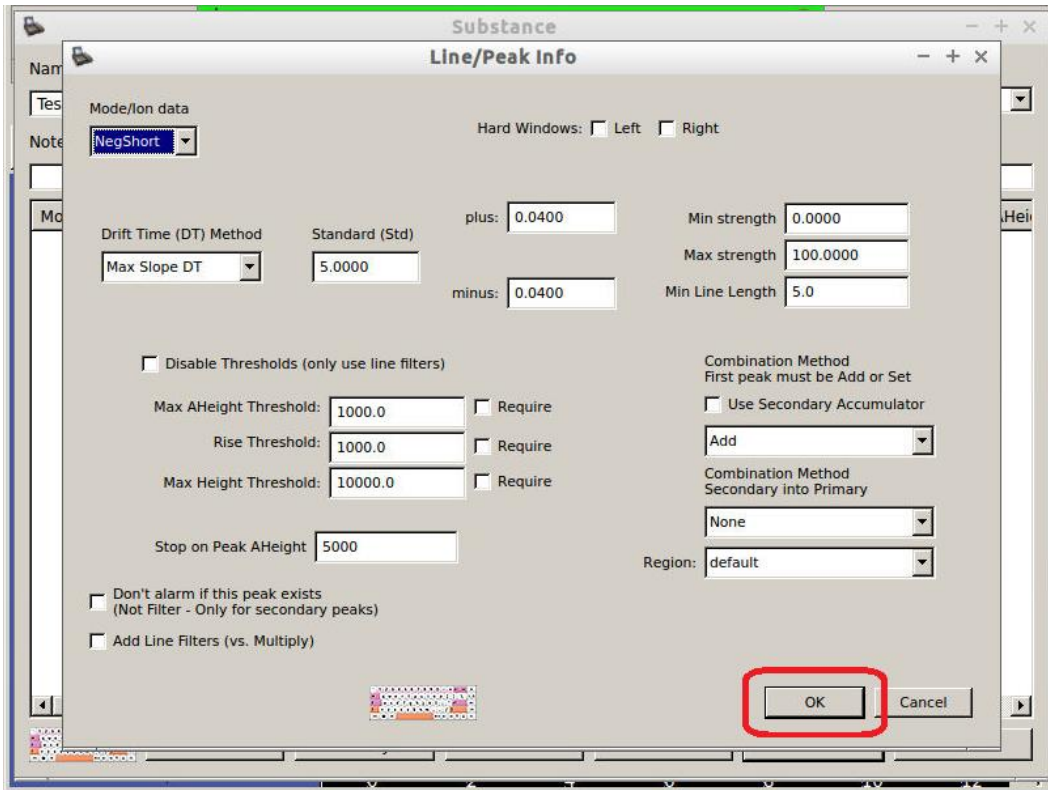 Substance
Line/Peak Info
Nam
Tes
Mode/Ion data
NegShort
Hard Windows: Left Right
Note
Mo
AHei
plus: 0.0400
Min strength 0.0000
Drift Time (DT) Method
Standard (Std)
Max Slope DT
5.0000
Max strength 100.0000
minus: 0.0400
Min Line Length 5.0
Disable Thresholds (only use line filters)
Combination Method
First peak must be Add or Set
Max AHeight Threshold: 1000.0 Require
Use Secondary Accumulator
Rise Threshold: 1000.0 Require
Add
Max Height Threshold: 10000.0 Require
Combination Method
Secondary into Primary
None
Stop on Peak AHeight 5000
Region: default
Don't alarm if this peak exists
(Not Filter - Only for secondary peaks)
Add Line Filters (vs. Multiply)
OK
Cancel